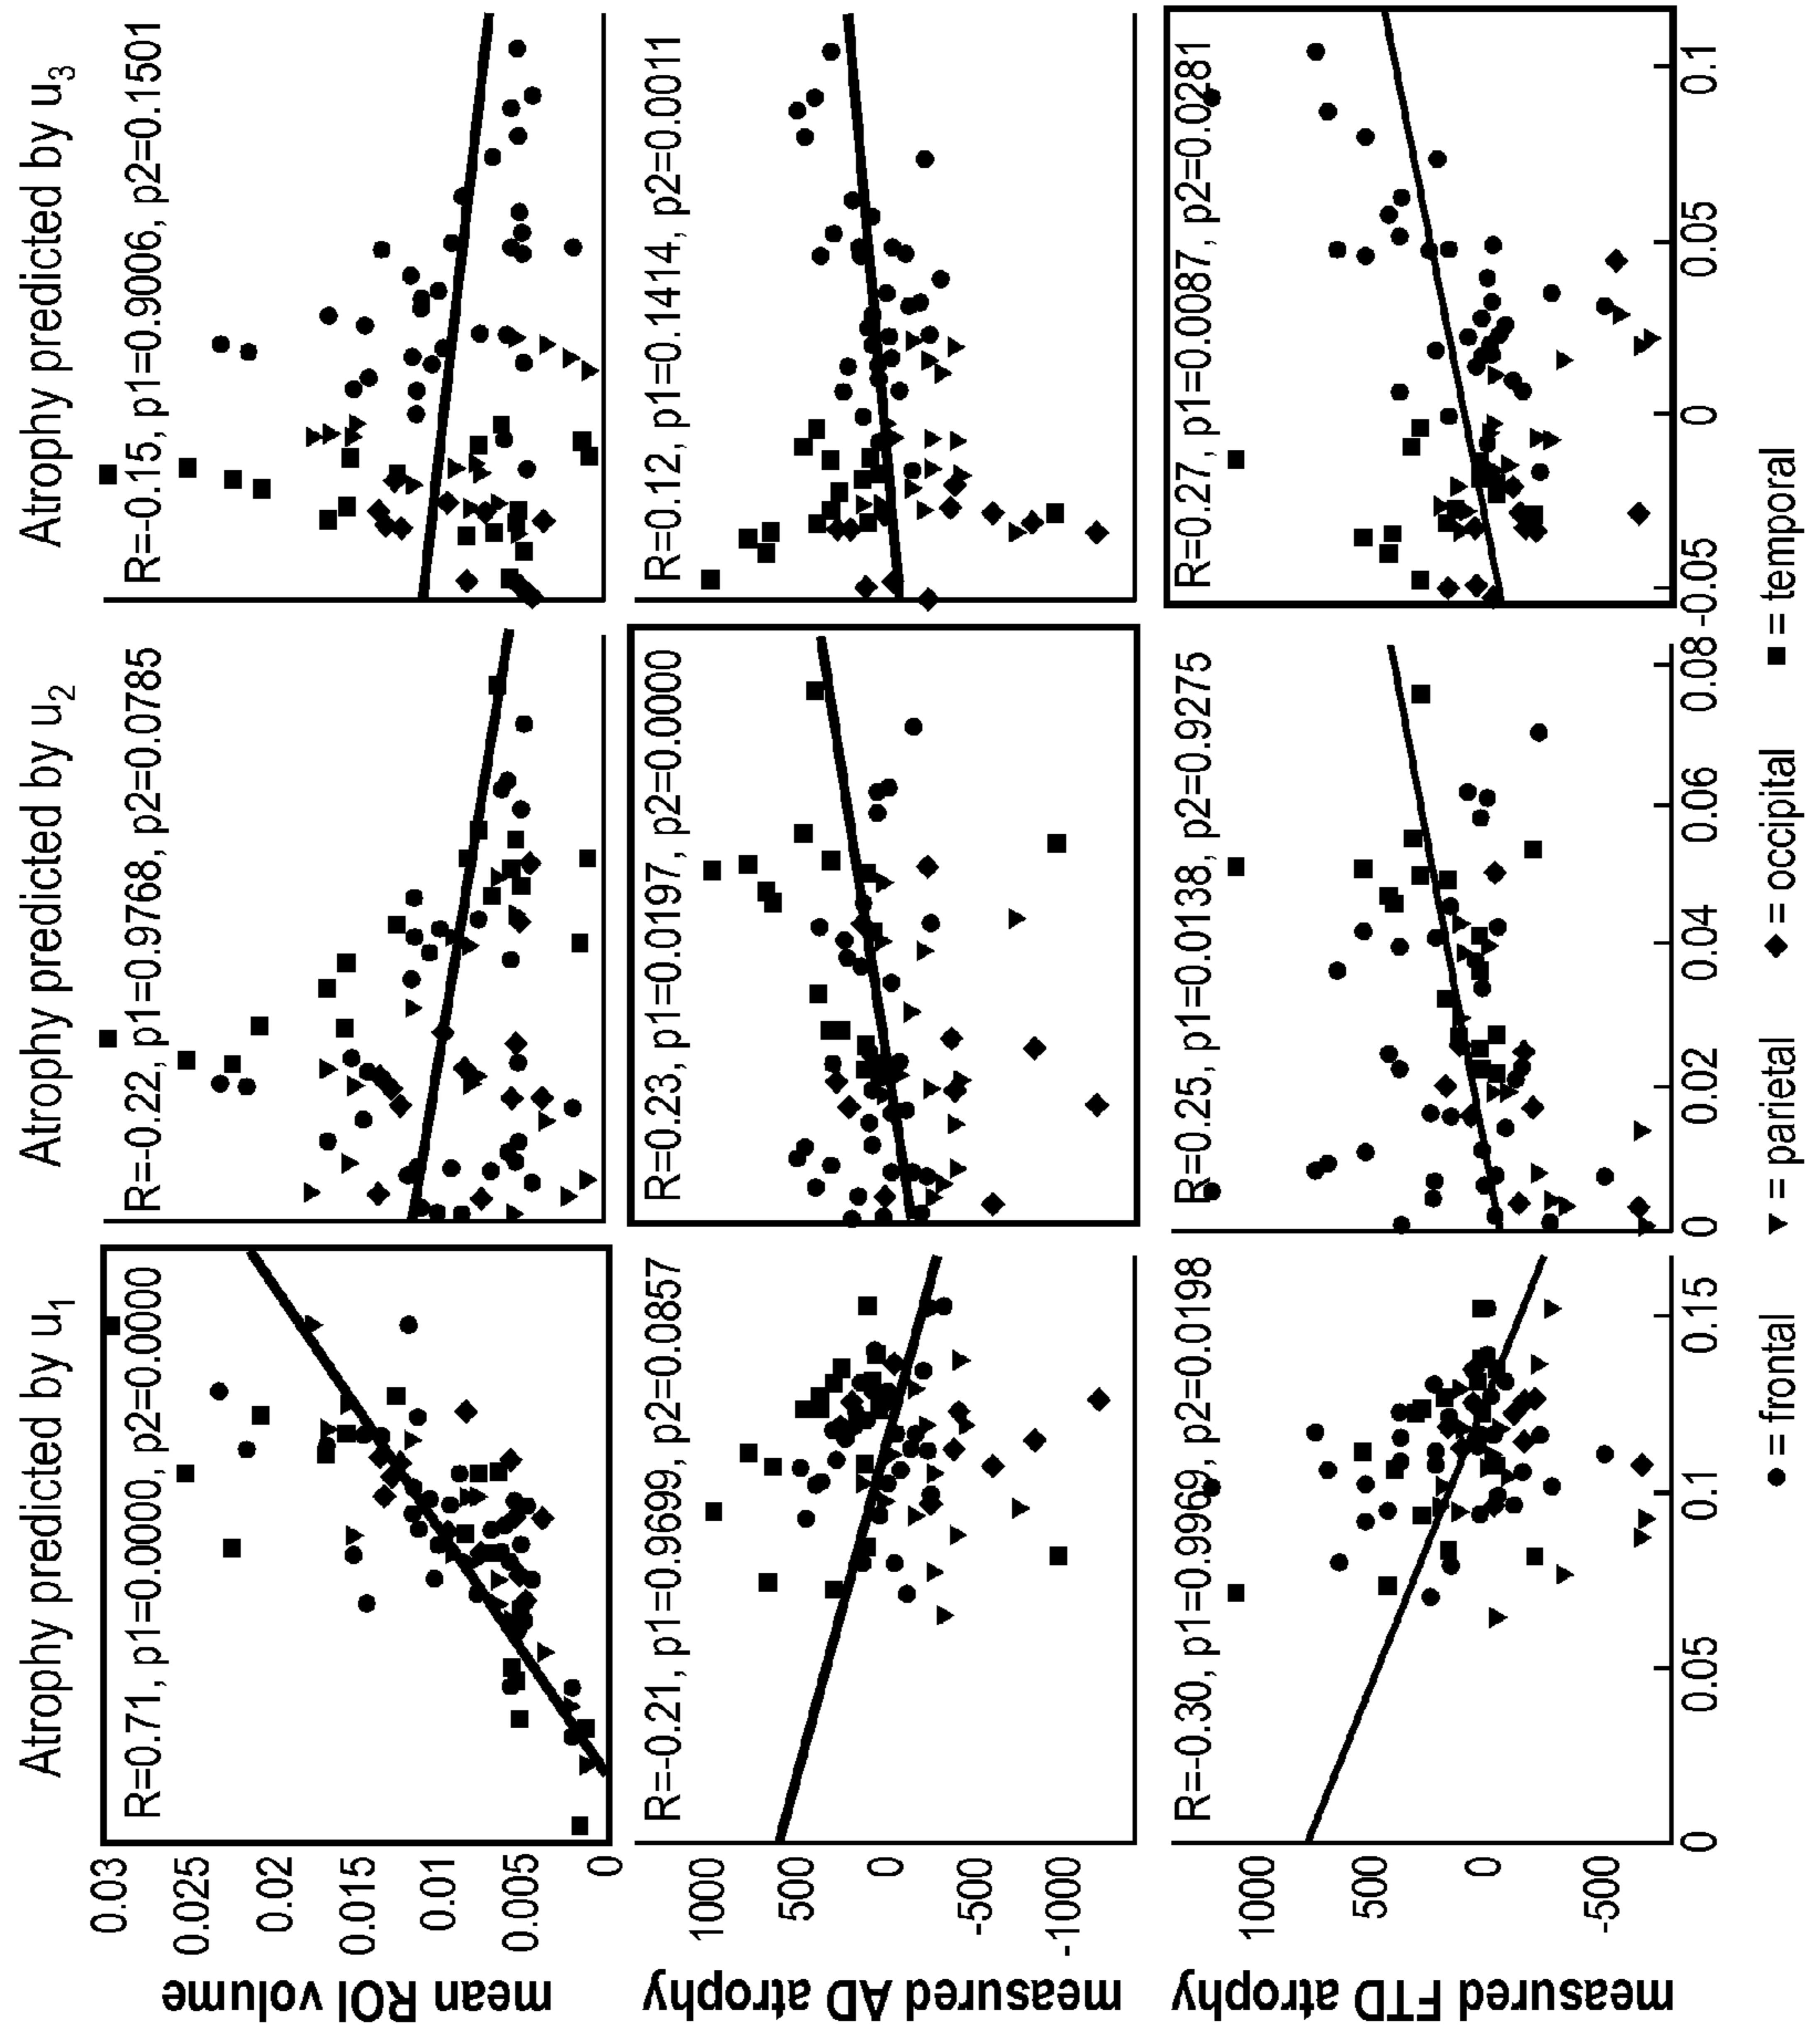 Atrophy predicted by u1
Atrophy predicted by u2
Atrophy predicted by u3
mean ROI volume
0.03
0.025
0.02
0.015
0.01
0.005
0
R=0.71, p1=0.0000, p2=0.0000
R=-0.22, p1=0.9768, p2=0.0785
R=-0.15, p1=0.9006, p2=0.1501
measured AD atrophy
1000
500
0
-500
-1000
R=-0.21, p1=0.9699, p2=0.0857
R=0.23, p1=0.0197, p2=0.0000
R=0.12, p1=0.1414, p2=0.0011
measured FTD atrophy
1000
500
0
-500
R=-0.30, p1=0.9969, p2=0.0198
R=0.25, p1=0.0138, p2=0.9275
R=0.27, p1=0.0087, p2=0.0281
0 0.05 0.1 0.15
0 0.02 0.04 0.06 0.08
-0.05 0 0.05 0.1
● = frontal ▼ = parietal ◆ = occipital ■ = temporal